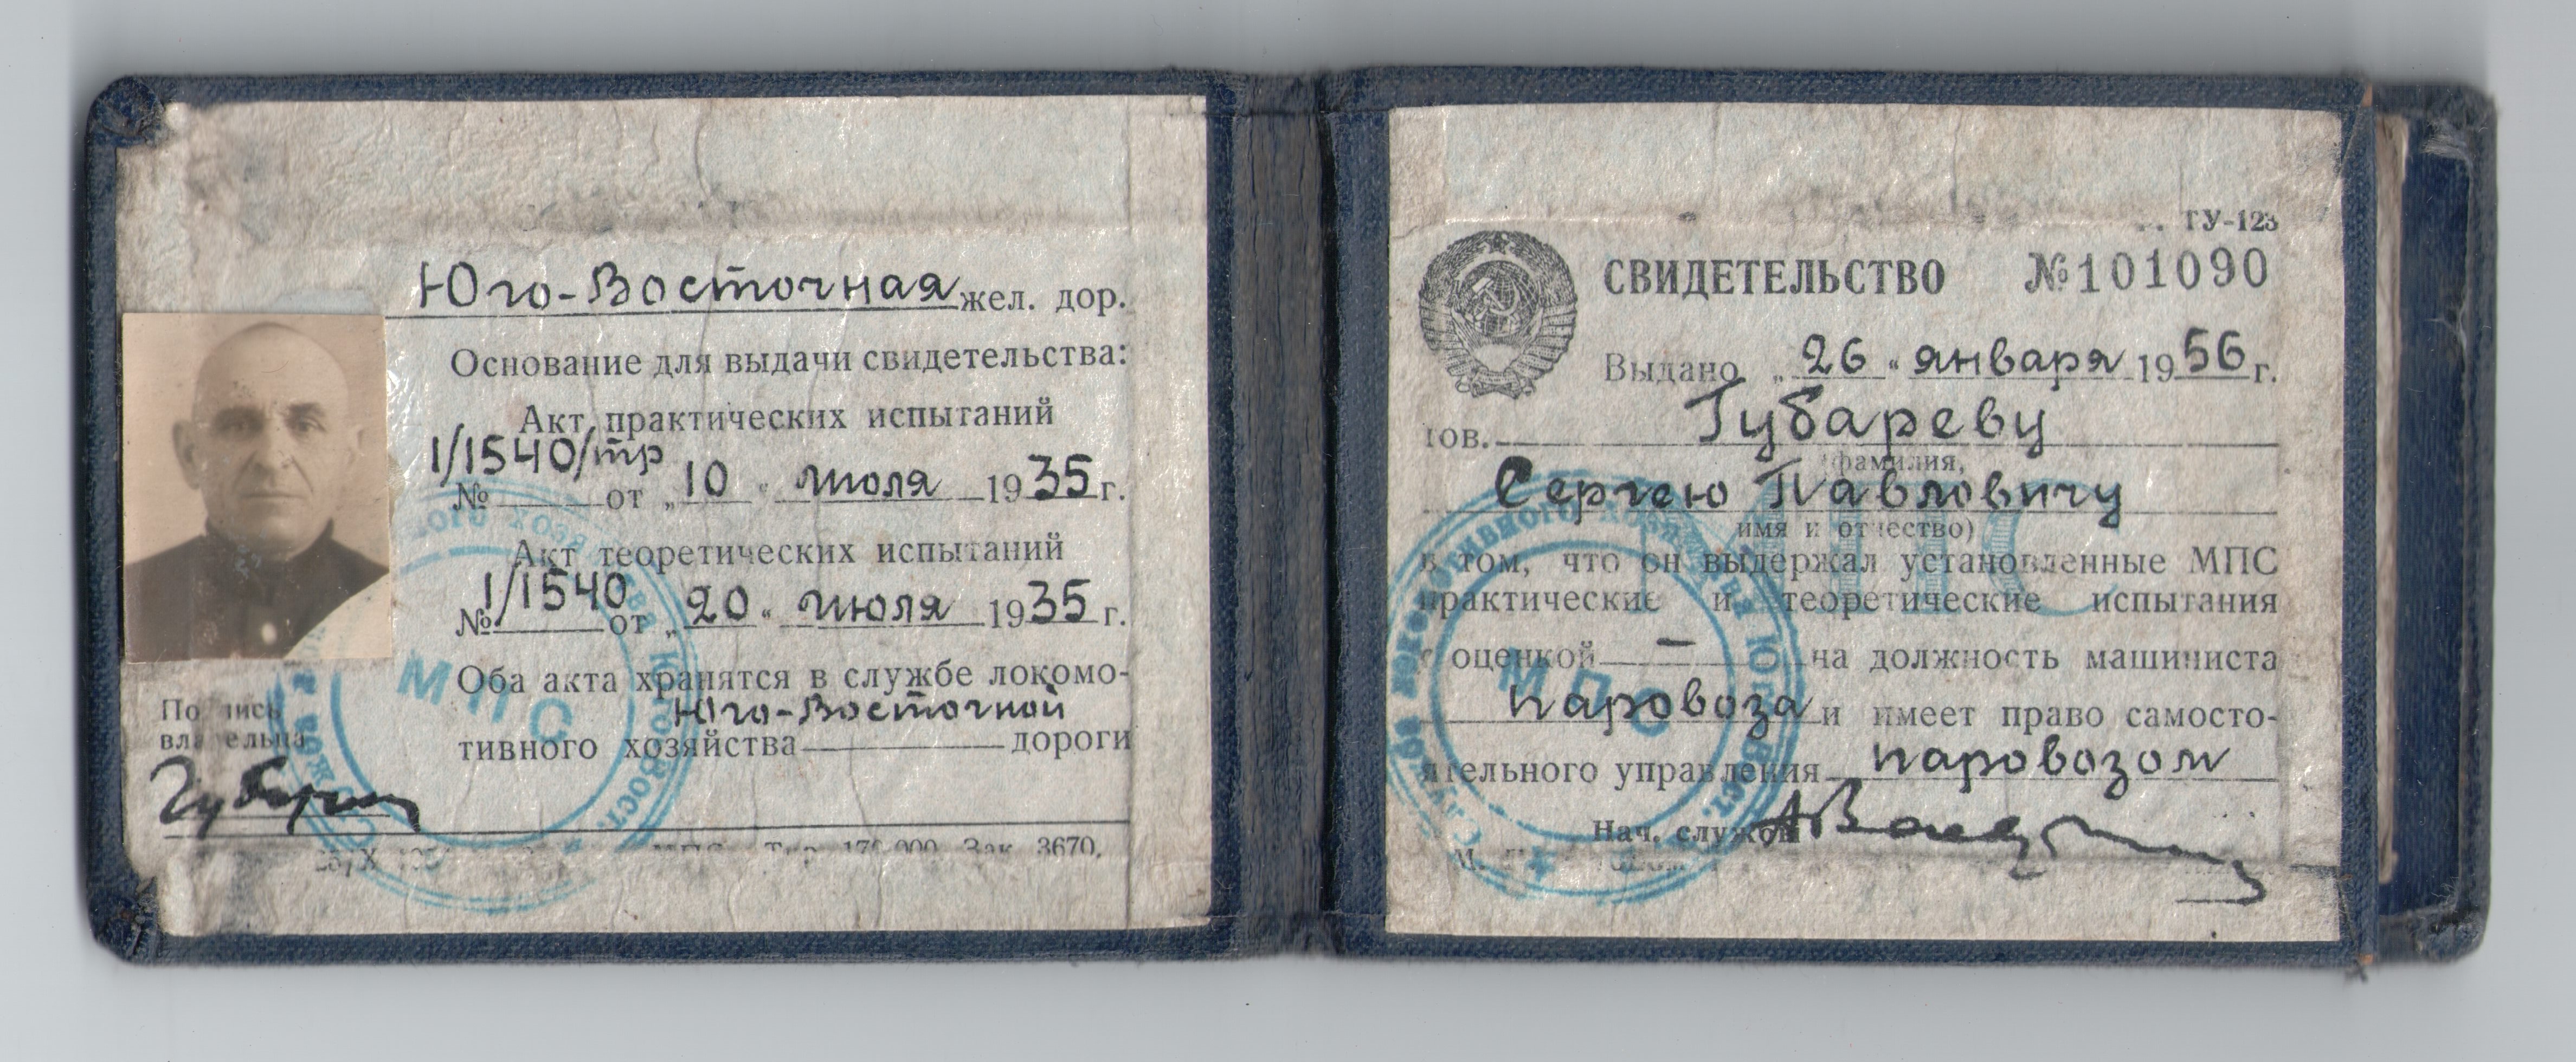 Юго-Восточная жел. дор.
Основание для выдачи свидетельства:
Акт практических испытаний
1/1540/тр
№ от „10" июля 1935 г.
Акт теоретических испытаний
1/1540
№ от „20" июля 1935 г.
Оба акта хранятся в службе локомо-
Юго-Восточной
тивного хозяйства дороги
Подпись
владельца
МПС
Зак. 3670.
ТУ-123
СВИДЕТЕЛЬСТВО №101090
Выдано „26" января 1956 г.
тов. Губареву
(фамилия,
Сергею Павловичу
имя и отчество)
в том, что он выдержал установленные МПС
практические и теоретические испытания
с оценкой — на должность машиниста
паровоза и имеет право самосто-
ятельного управления паровозом
Нач. службы
МПС